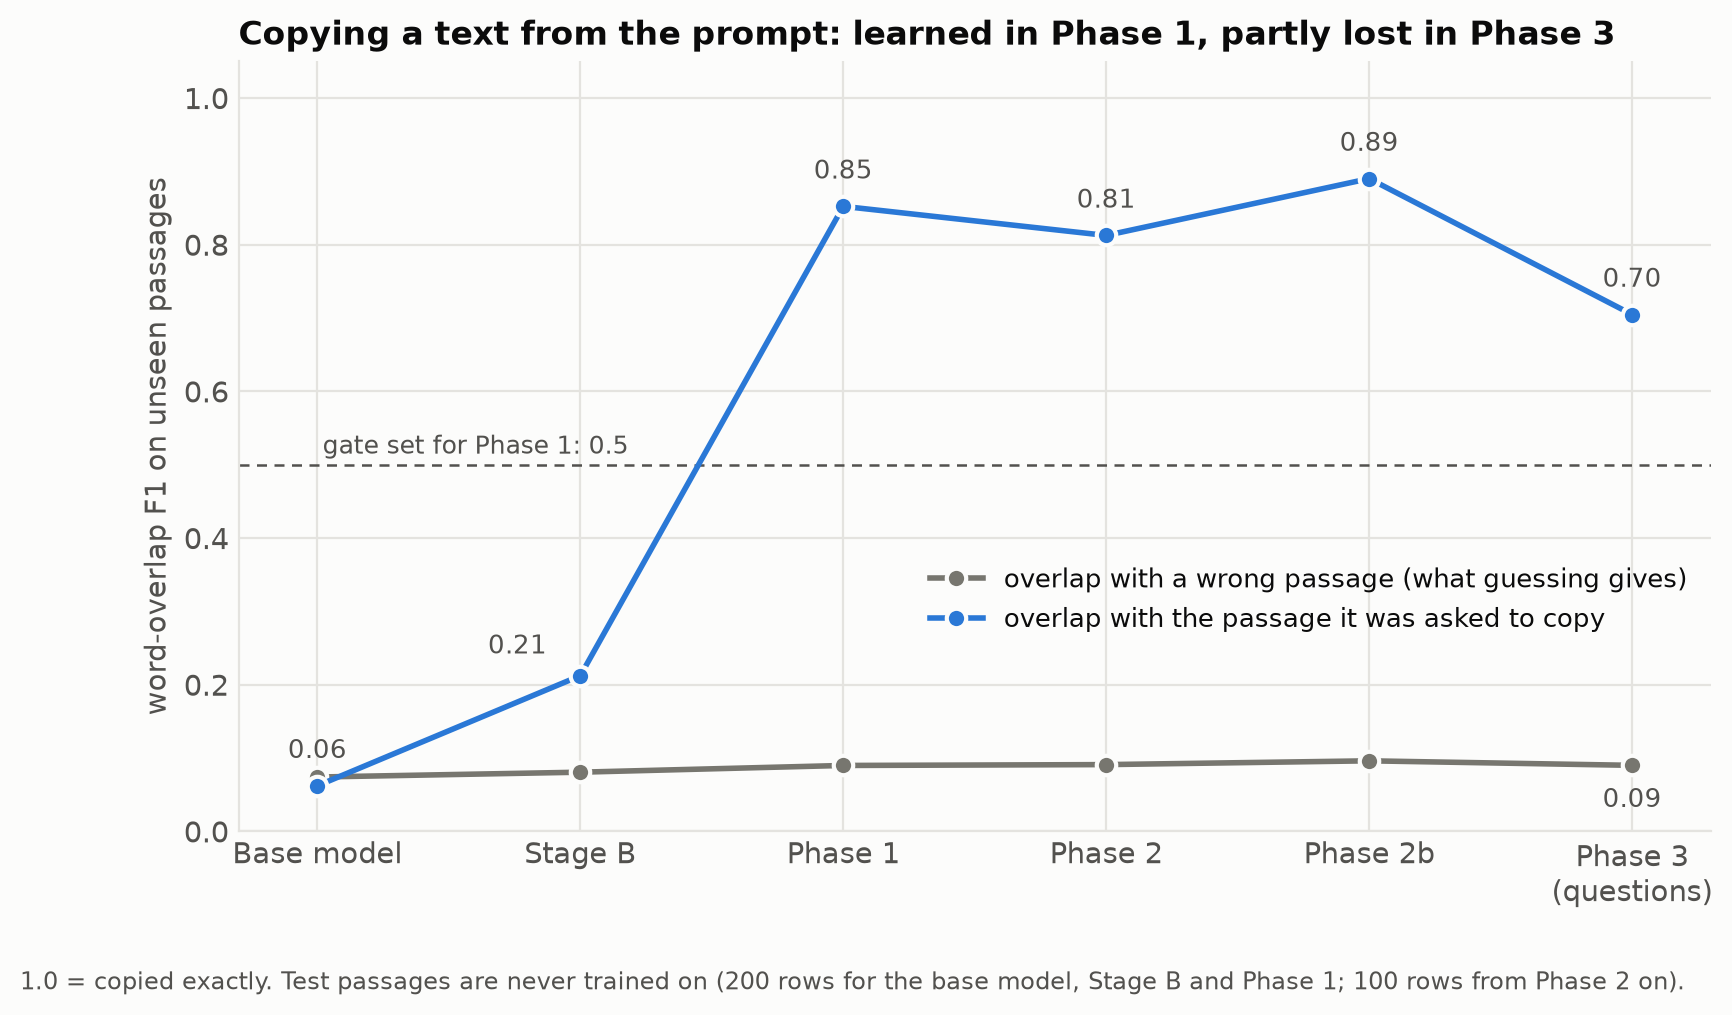 Copying a text from the prompt: learned in Phase 1, partly lost in Phase 3
word-overlap F1 on unseen passages
1.0
0.8
0.6
0.4
0.2
0.0
0.06
0.21
0.85
0.81
0.89
0.70
0.09
gate set for Phase 1: 0.5
overlap with a wrong passage (what guessing gives)
overlap with the passage it was asked to copy
Base model
Stage B
Phase 1
Phase 2
Phase 2b
Phase 3
(questions)
1.0 = copied exactly. Test passages are never trained on (200 rows for the base model, Stage B and Phase 1; 100 rows from Phase 2 on).